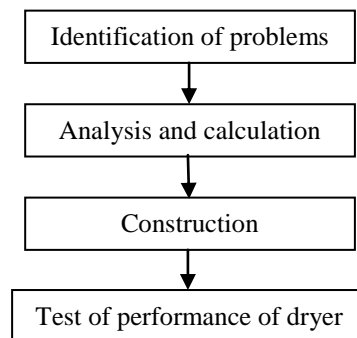 Identification of problems
Analysis and calculation
Construction
Test of performance of dryer